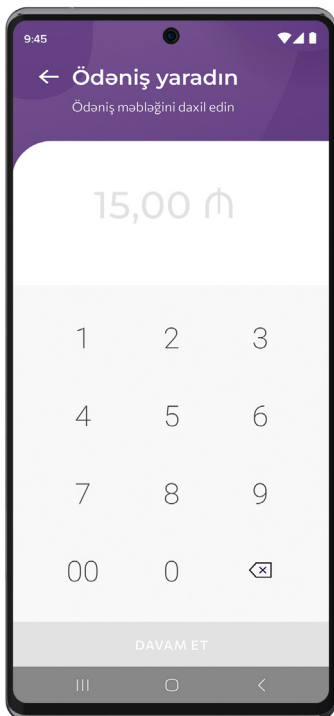 9:45
Ödəniş yaradın
Ödəniş məbləğini daxil edin
15,00 ₼
1 2 3
4 5 6
7 8 9
00 0
DAVAM ET